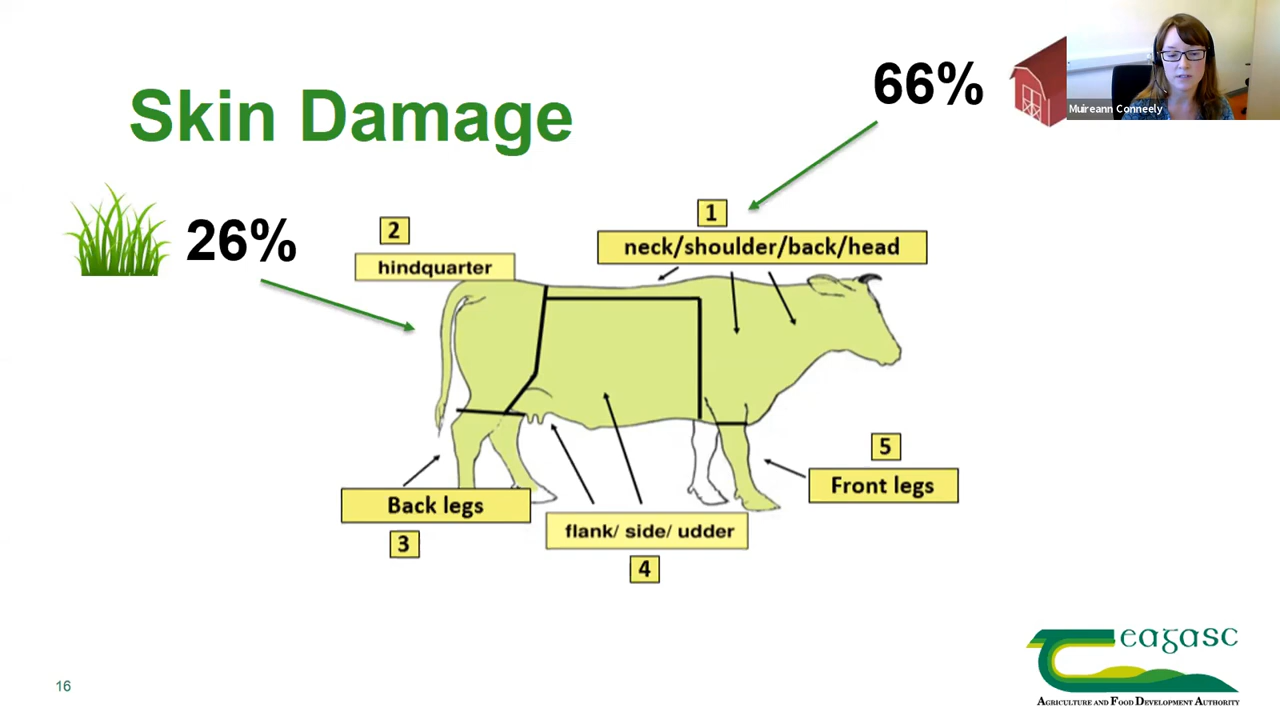 66%
Muireann Conneely
Skin Damage
26%
2
hindquarter
1
neck/shoulder/back/head
5
Front legs
Back legs
3
flank/ side/ udder
4
16
Teagasc
AGRICULTURE AND FOOD DEVELOPMENT AUTHORITY